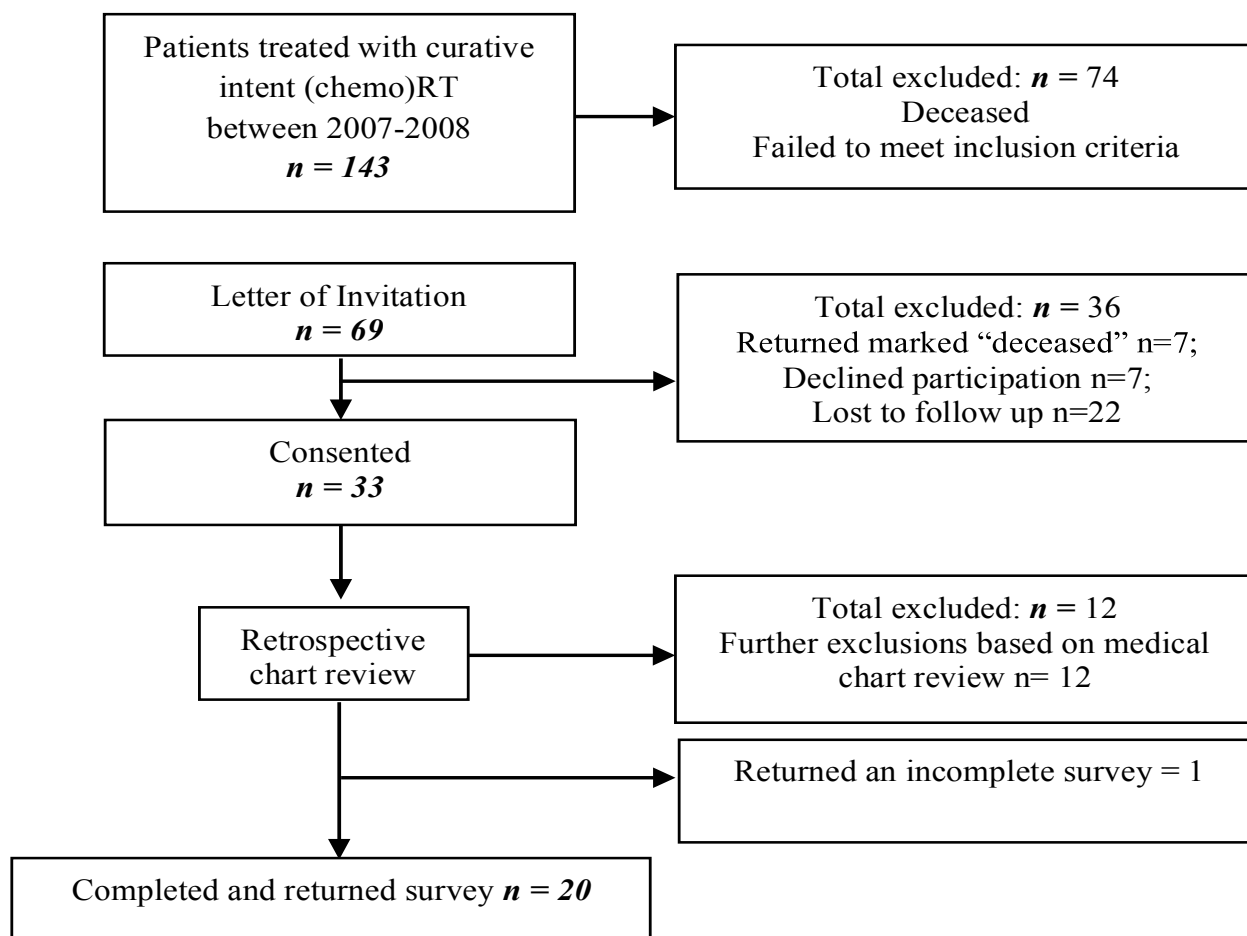 Patients treated with curative
intent (chemo)RT
between 2007-2008
n = 143
Total excluded: n = 74
Deceased
Failed to meet inclusion criteria
Letter of Invitation
n = 69
Total excluded: n = 36
Returned marked “deceased” n=7;
Declined participation n=7;
Lost to follow up n=22
Consented
n = 33
Retrospective
chart review
Total excluded: n = 12
Further exclusions based on medical
chart review n= 12
Returned an incomplete survey = 1
Completed and returned survey n = 20